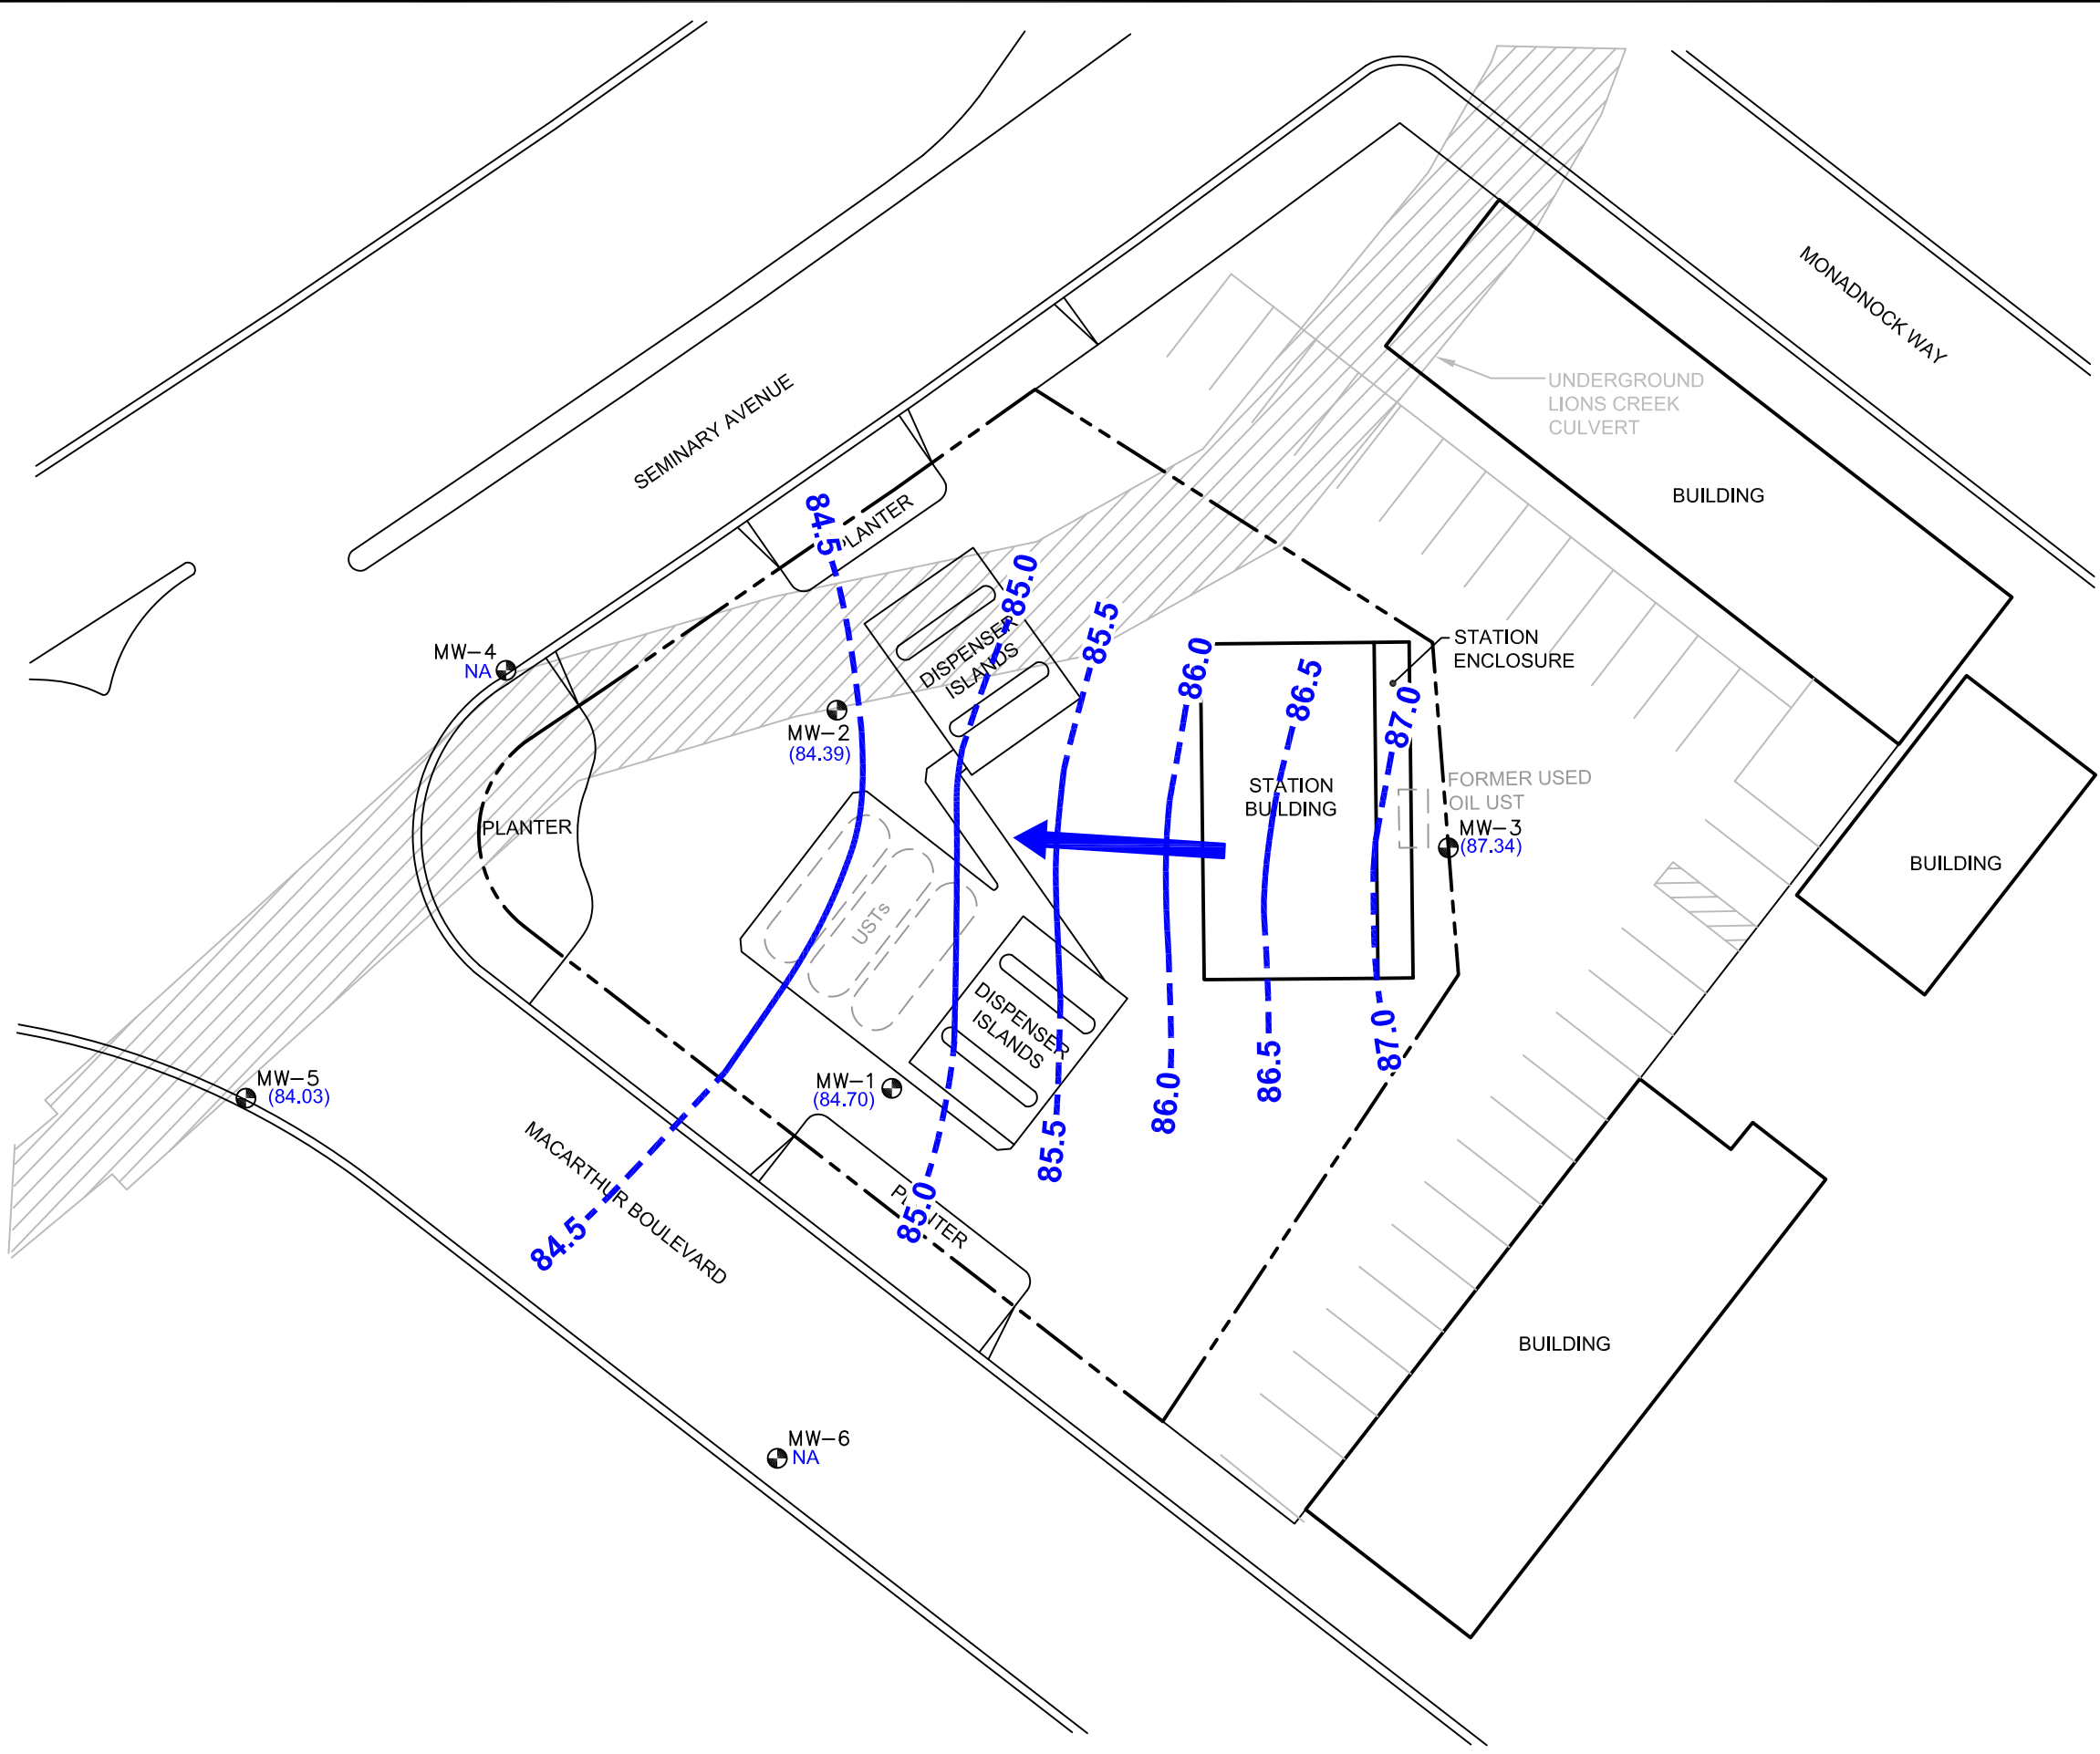 MONADNOCK WAY
UNDERGROUND
LIONS CREEK
CULVERT
SEMINARY AVENUE
BUILDING
84.5
PLANTER
85.0
DISPENSER
ISLANDS
85.5
86.0
86.5
87.0
STATION
ENCLOSURE
MW-4
NA
MW-2
(84.39)
STATION
BUILDING
FORMER USED
OIL UST
MW-3
(87.34)
PLANTER
BUILDING
USTs
DISPENSER
ISLANDS
MW-5
(84.03)
MW-1
(84.70)
87.0
86.5
86.0
85.5
85.0
84.5
PLANTER
MACARTHUR BOULEVARD
BUILDING
MW-6
NA